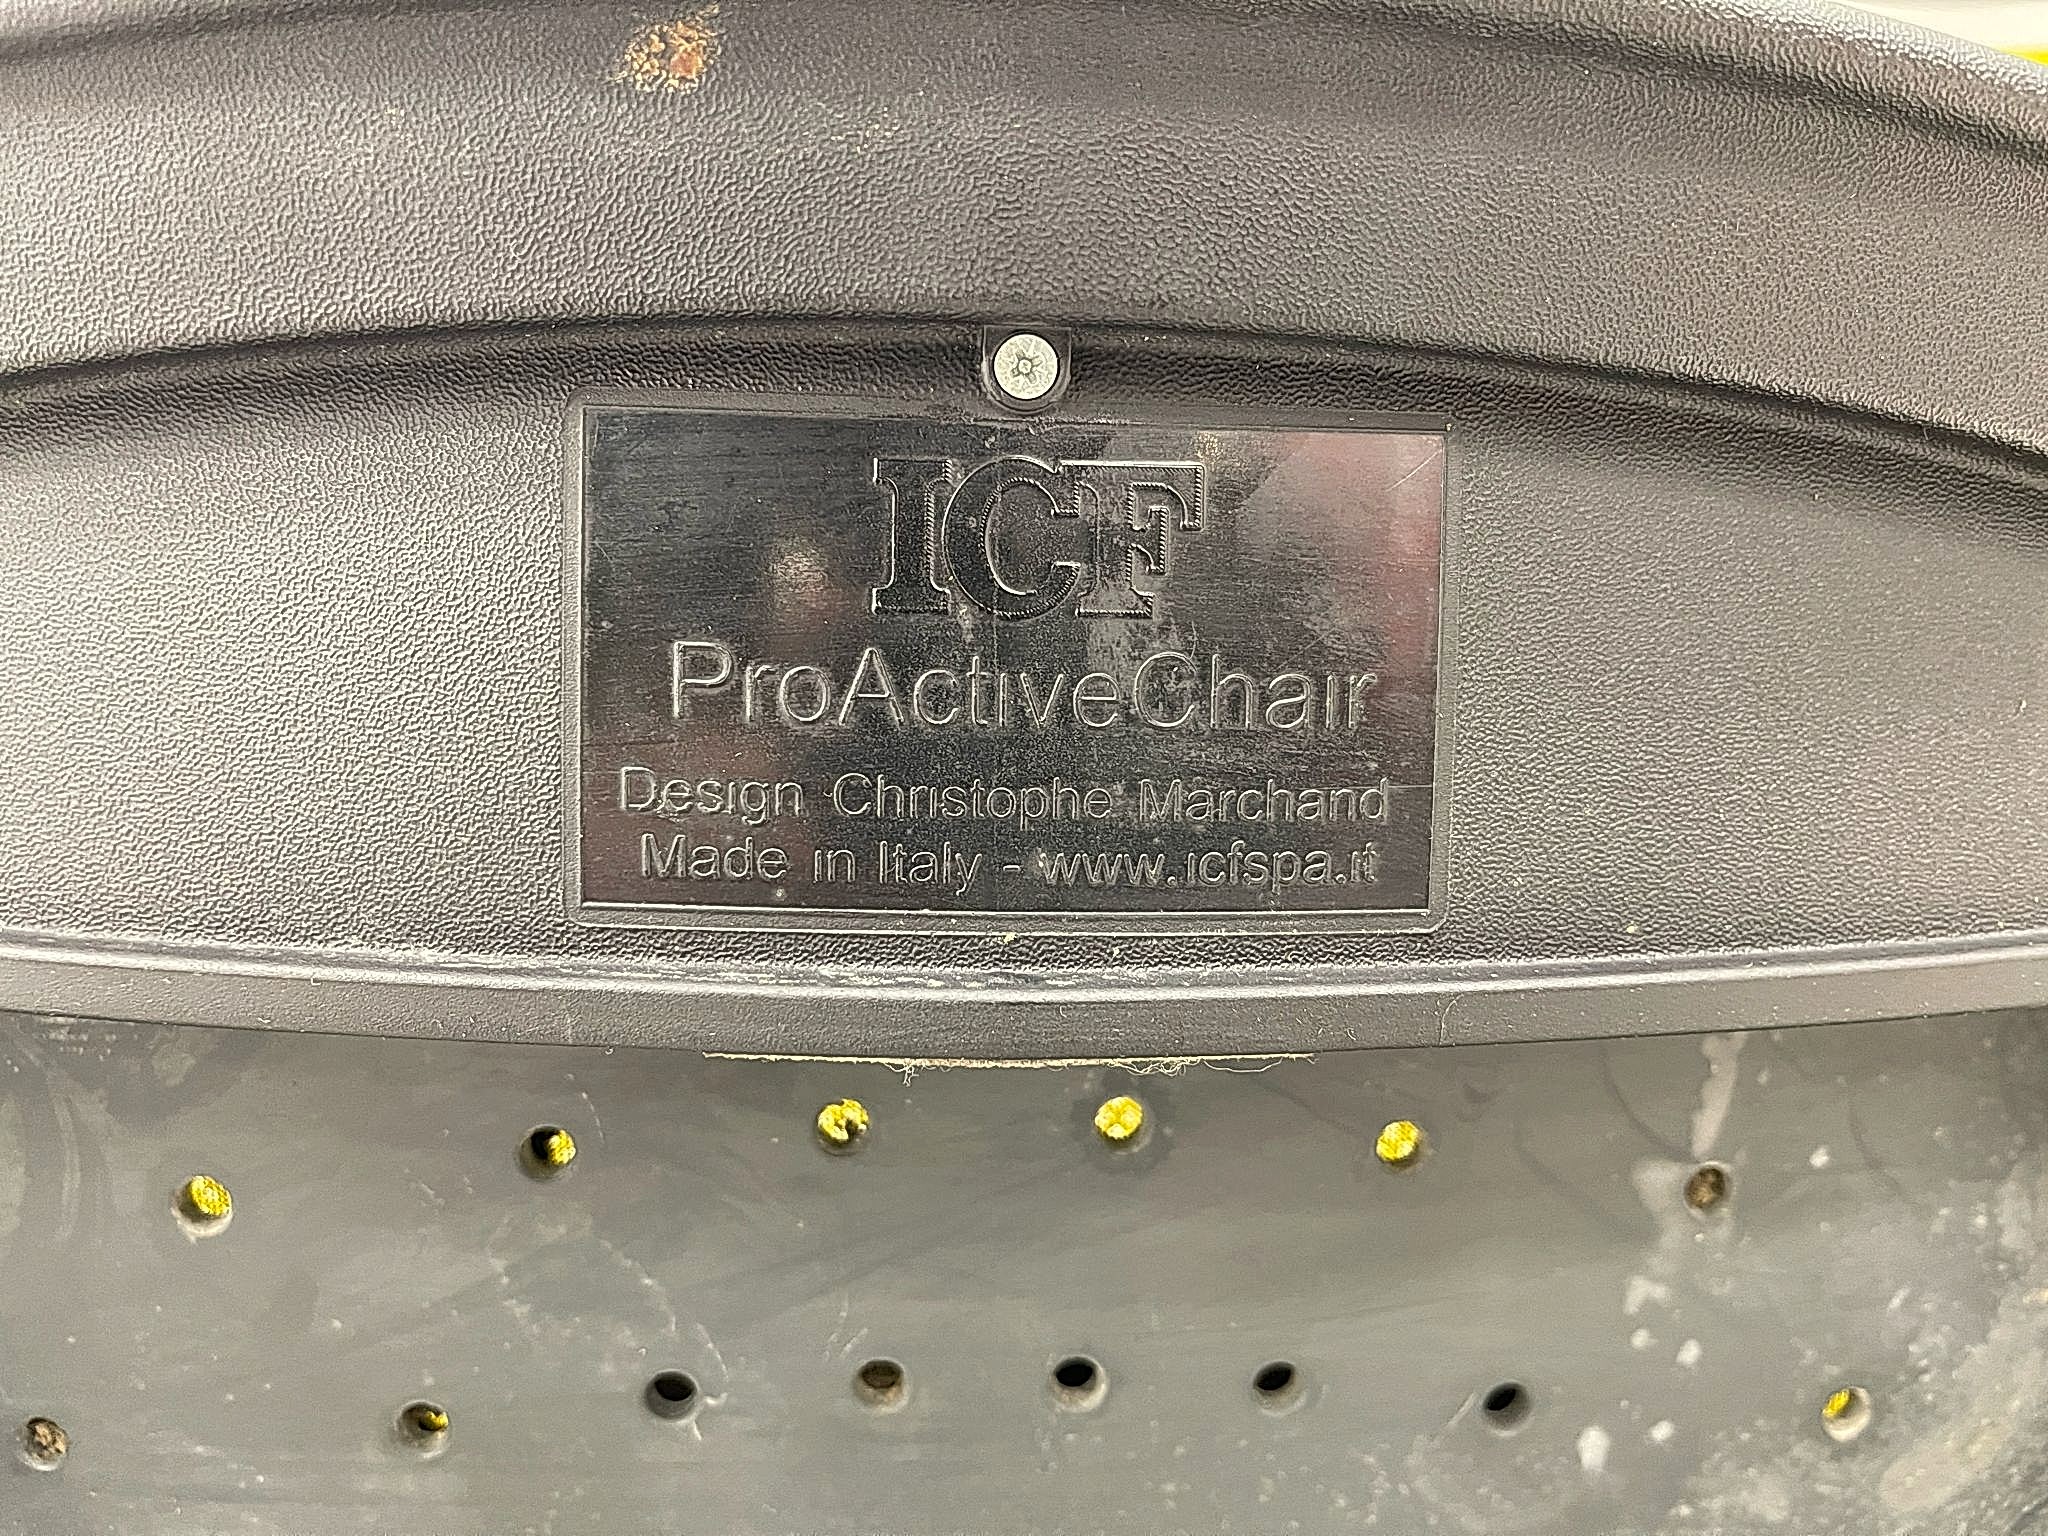 ICF
ProActiveChair
Design Christophe Marchand
Made in Italy - www.icfspa.it